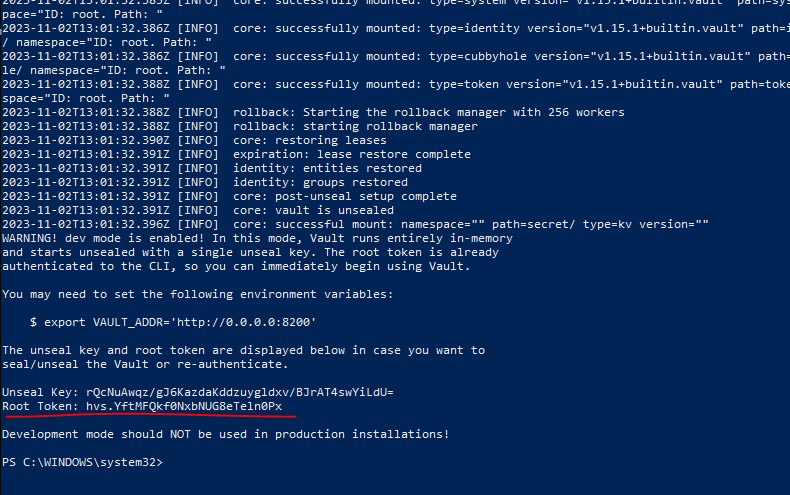 2023-11-02T13:01:32.385Z [INFO]  core: successfully mounted: type=system version="v1.15.1+builtin.vault" path=sys
pace="ID: root. Path: "
2023-11-02T13:01:32.386Z [INFO]  core: successfully mounted: type=identity version="v1.15.1+builtin.vault" path=i
/ namespace="ID: root. Path: "
2023-11-02T13:01:32.386Z [INFO]  core: successfully mounted: type=cubbyhole version="v1.15.1+builtin.vault" path=
le/ namespace="ID: root. Path: "
2023-11-02T13:01:32.388Z [INFO]  core: successfully mounted: type=token version="v1.15.1+builtin.vault" path=toke
space="ID: root. Path: "
2023-11-02T13:01:32.388Z [INFO]  rollback: Starting the rollback manager with 256 workers
2023-11-02T13:01:32.388Z [INFO]  rollback: starting rollback manager
2023-11-02T13:01:32.390Z [INFO]  core: restoring leases
2023-11-02T13:01:32.391Z [INFO]  expiration: lease restore complete
2023-11-02T13:01:32.391Z [INFO]  identity: entities restored
2023-11-02T13:01:32.391Z [INFO]  identity: groups restored
2023-11-02T13:01:32.391Z [INFO]  core: post-unseal setup complete
2023-11-02T13:01:32.391Z [INFO]  core: vault is unsealed
2023-11-02T13:01:32.396Z [INFO]  core: successful mount: namespace="" path=secret/ type=kv version=""
WARNING! dev mode is enabled! In this mode, Vault runs entirely in-memory
and starts unsealed with a single unseal key. The root token is already
authenticated to the CLI, so you can immediately begin using Vault.
You may need to set the following environment variables:
$ export VAULT_ADDR='http://0.0.0.0:8200'
The unseal key and root token are displayed below in case you want to
seal/unseal the Vault or re-authenticate.
Unseal Key: rQcNuAwqz/gJ6KazdaKddzuygldxv/BJrAT4swYiLdU=
Root Token: hvs.YftMFQkf0NxbNUG8eTeln0Px
Development mode should NOT be used in production installations!
PS C:\WINDOWS\system32>